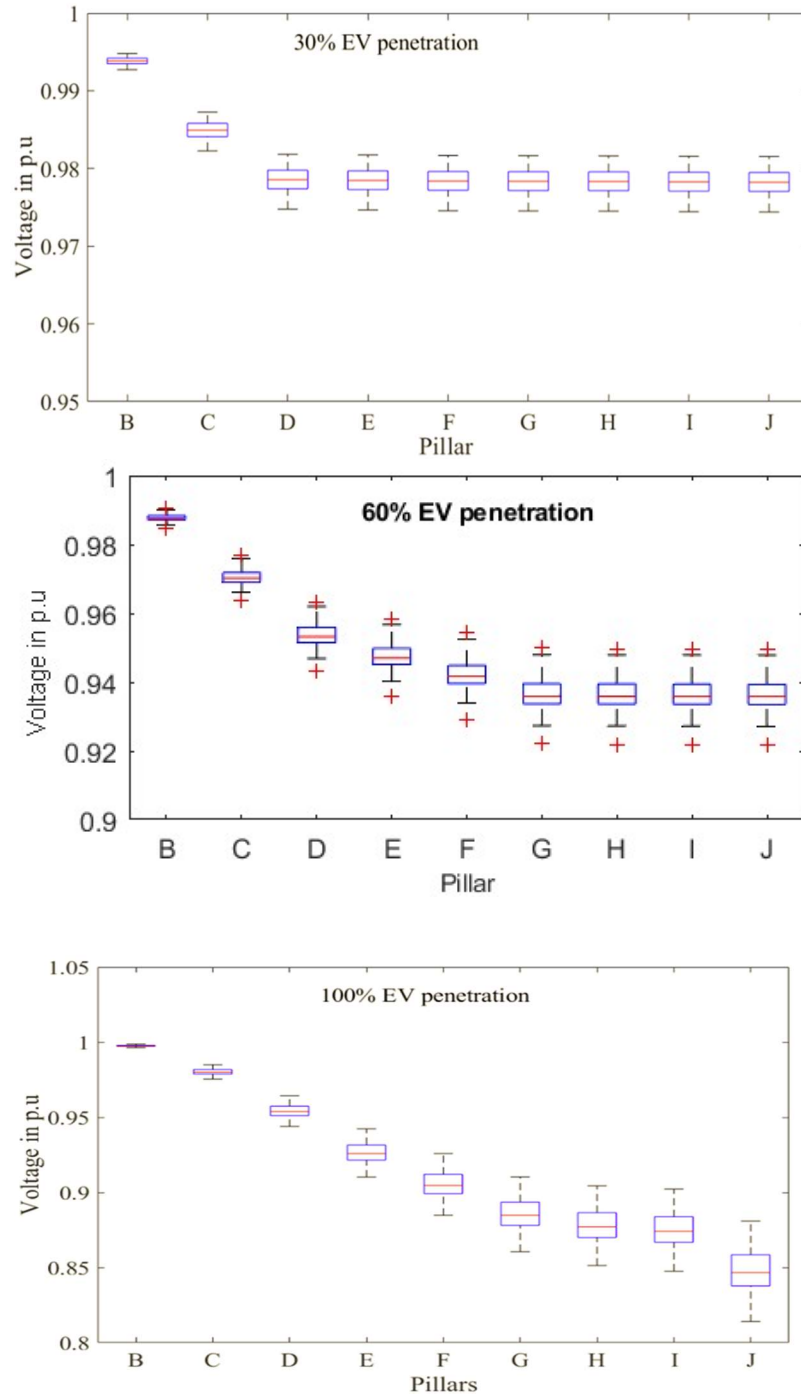 30% EV penetration
Voltage in p.u
1
0.99
0.98
0.97
0.96
0.95
B C D E F G H I J
Pillar
60% EV penetration
Voltage in p.u
1
0.98
0.96
0.94
0.92
0.9
B C D E F G H I J
Pillar
100% EV penetration
Voltage in p.u
1.05
1
0.95
0.9
0.85
0.8
B C D E F G H I J
Pillars